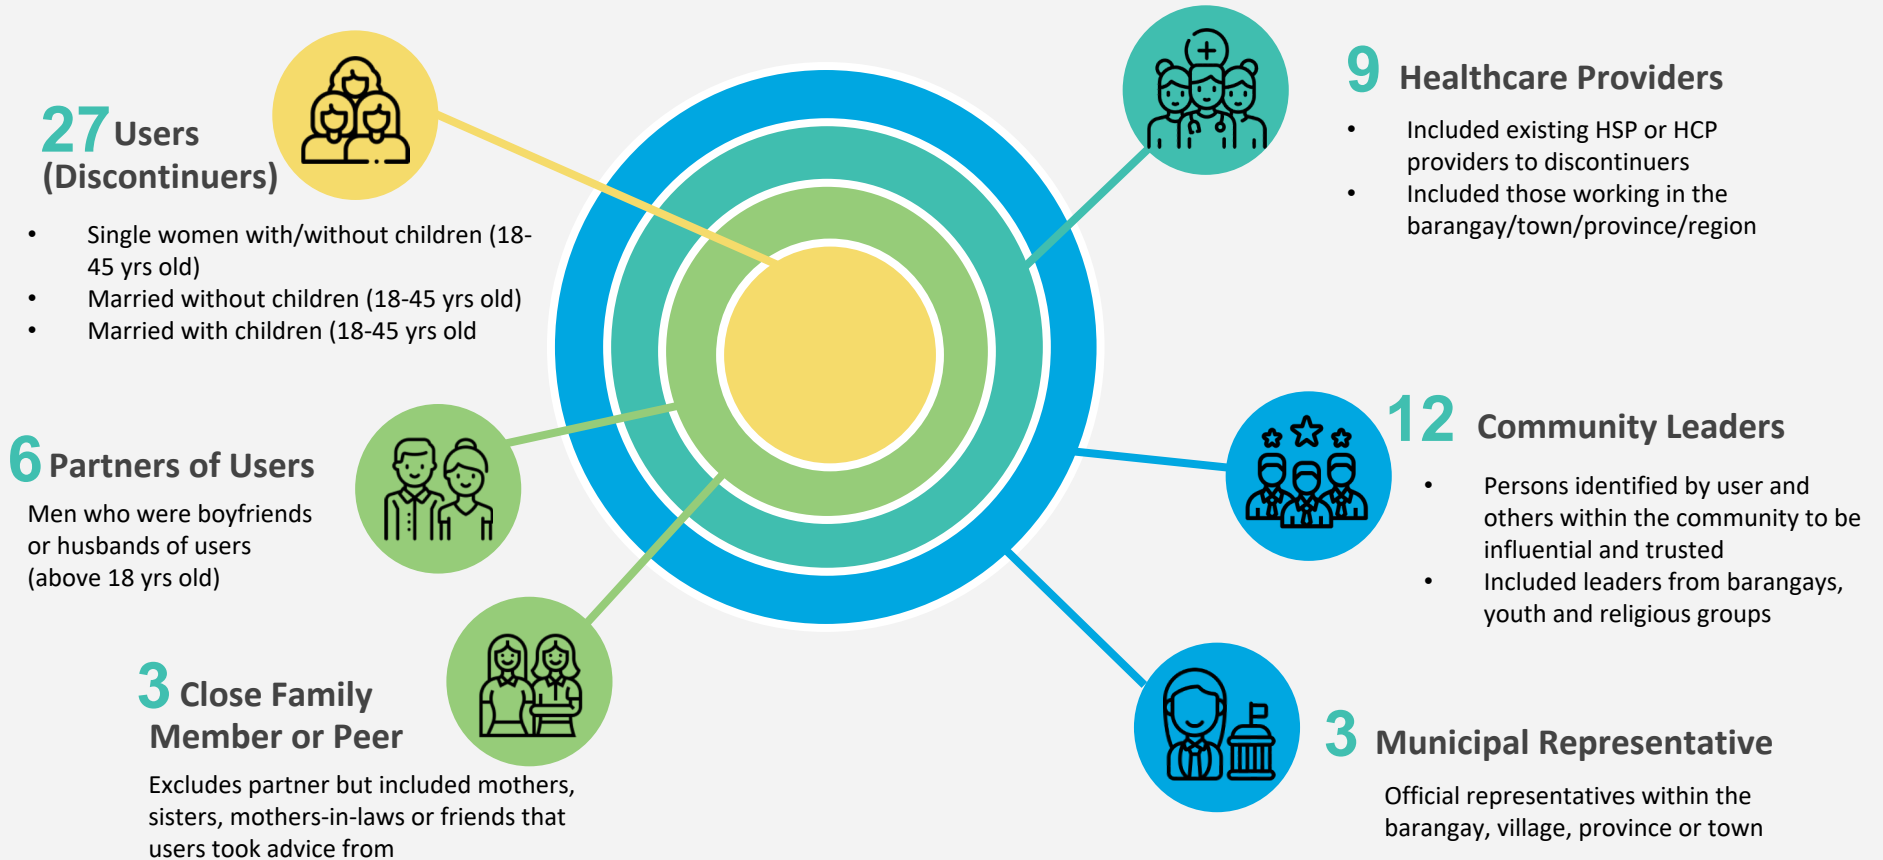 27 Users
(Discontinuers)
• Single women with/without children (18-
45 yrs old)
• Married without children (18-45 yrs old)
• Married with children (18-45 yrs old
6 Partners of Users
Men who were boyfriends
or husbands of users
(above 18 yrs old)
3 Close Family
Member or Peer
Excludes partner but included mothers,
sisters, mothers-in-laws or friends that
users took advice from
9 Healthcare Providers
• Included existing HSP or HCP
providers to discontinuers
• Included those working in the
barangay/town/province/region
12 Community Leaders
• Persons identified by user and
others within the community to be
influential and trusted
• Included leaders from barangays,
youth and religious groups
3 Municipal Representative
Official representatives within the
barangay, village, province or town